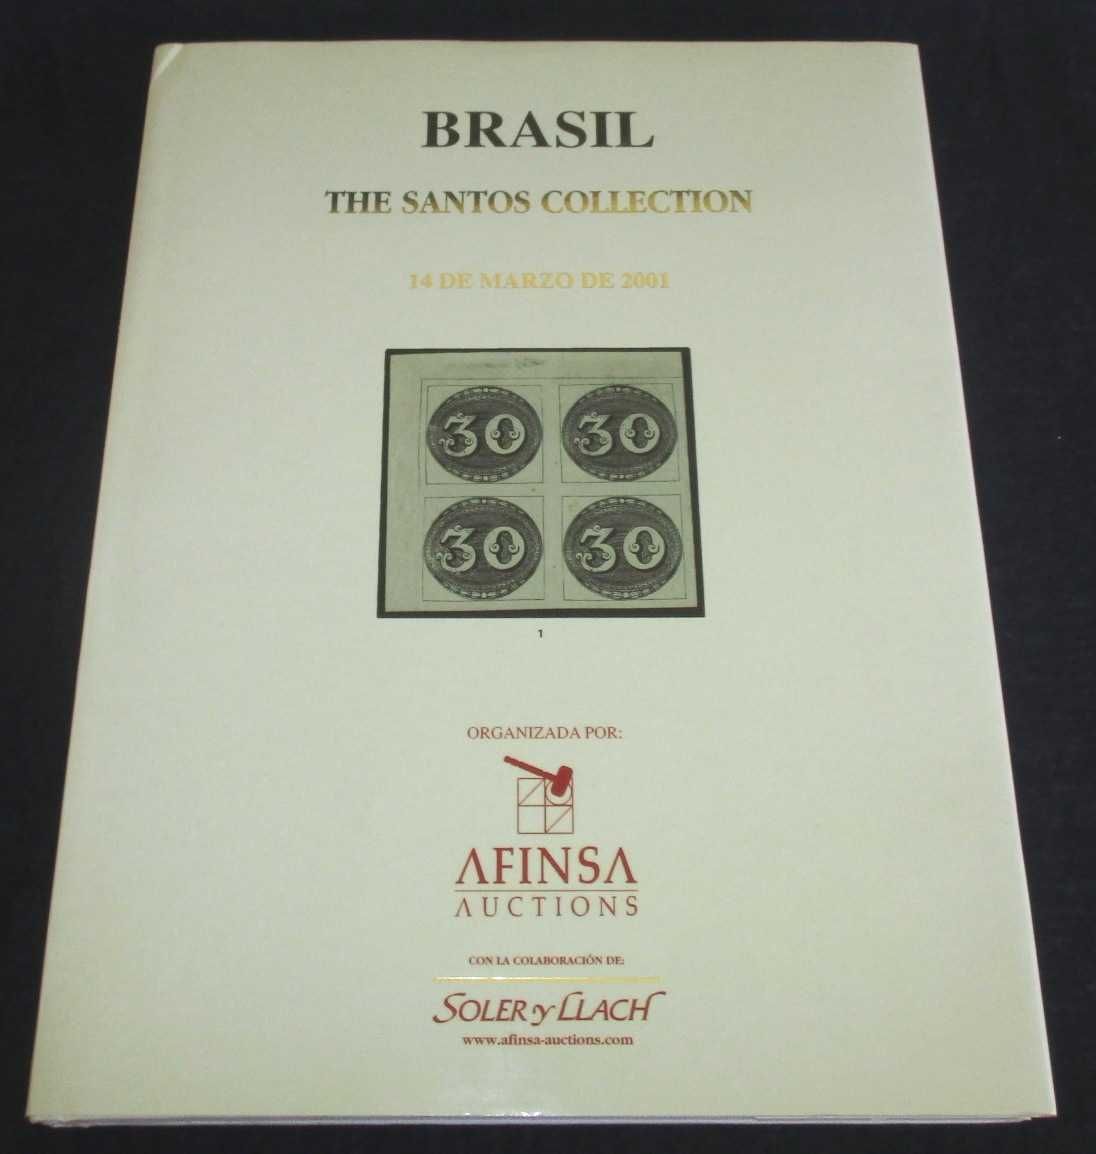 BRASIL
THE SANTOS COLLECTION
14 DE MARZO DE 2001
30 30
30 30
1
ORGANIZADA POR:
AFINSA
AUCTIONS
CON LA COLABORACIÓN DE:
SOLER y LLACH
www.afinsa-auctions.com